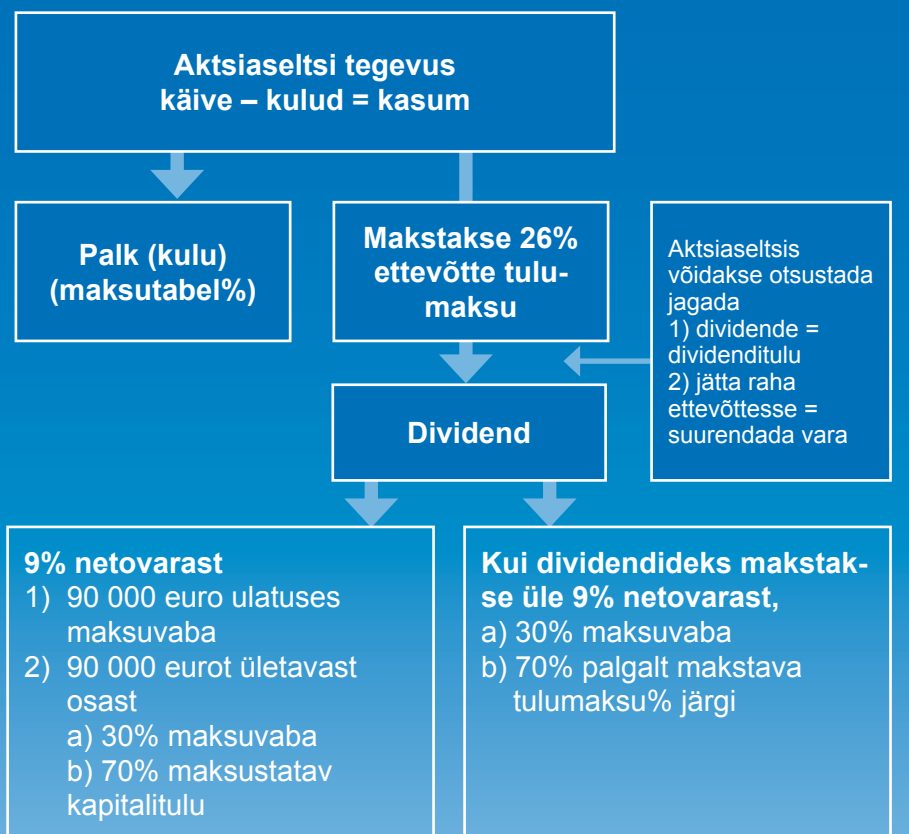 Aktsiaseltsi tegevus
käive – kulud = kasum
Palk (kulu)
(maksutabel%)
Makstakse 26%
ettevõtte tulu-
maksu
Aktsiaseltsis
võidakse otsustada
jagada
1) dividende =
dividenditulu
2) jätta raha
ettevõttesse =
suurendada vara
Dividend
9% netovarast
1) 90 000 euro ulatuses
maksuvaba
2) 90 000 eurot ületavast
osast
a) 30% maksuvaba
b) 70% maksustatav
kapitalitulu
Kui dividendideks makstak-
se üle 9% netovarast,
a) 30% maksuvaba
b) 70% palgalt makstava
tulumaksu% järgi